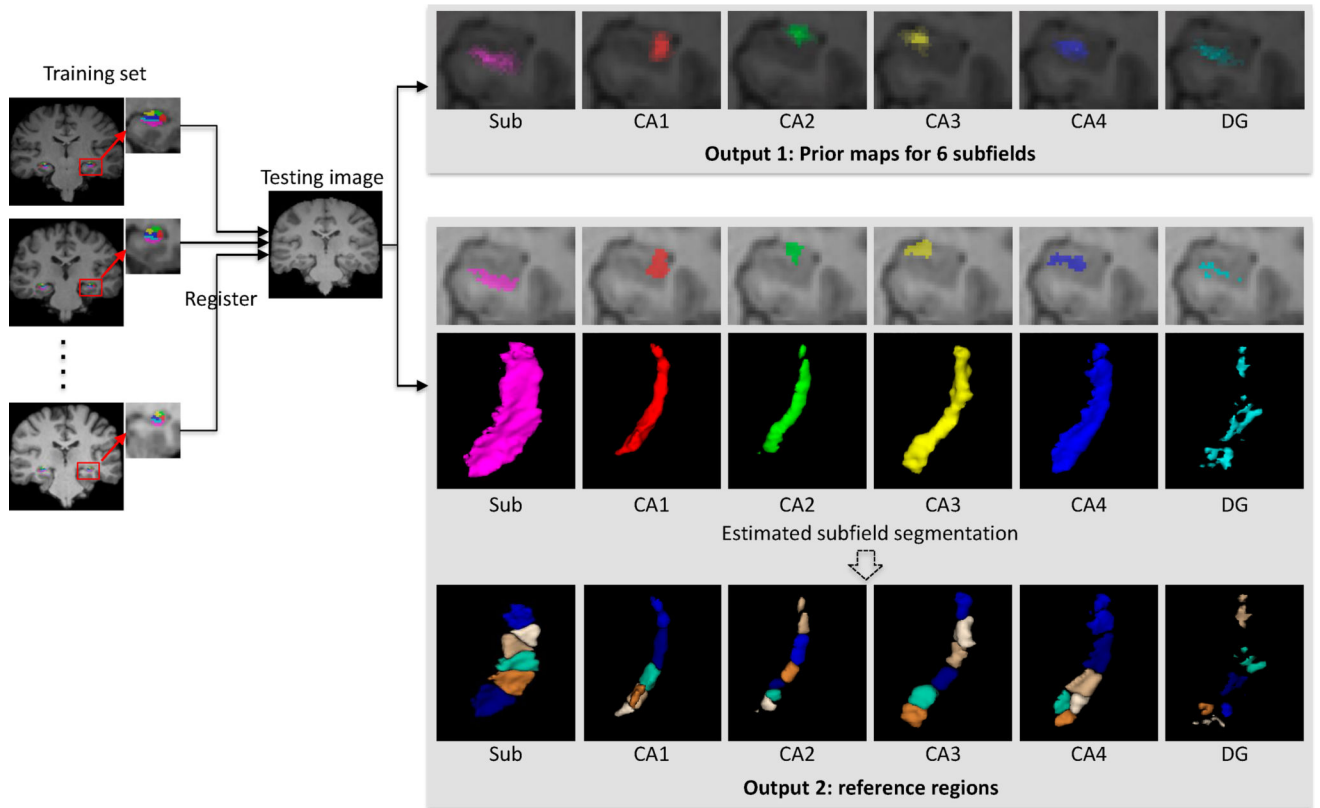 Training set
Register
Testing image
Sub CA1 CA2 CA3 CA4 DG
Output 1: Prior maps for 6 subfields
Sub CA1 CA2 CA3 CA4 DG
Estimated subfield segmentation
Sub CA1 CA2 CA3 CA4 DG
Output 2: reference regions